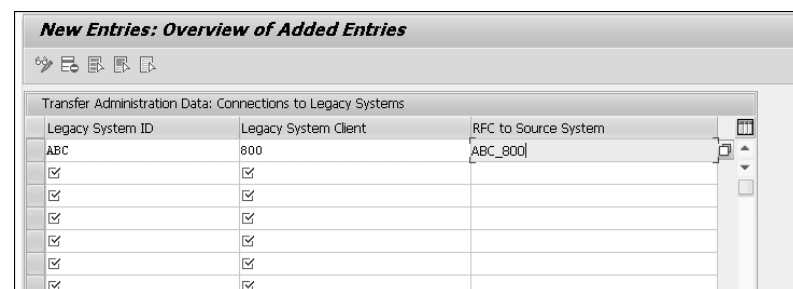 New Entries: Overview of Added Entries
Transfer Administration Data: Connections to Legacy Systems
Legacy System ID Legacy System Client RFC to Source System
ABC 800 ABC_800